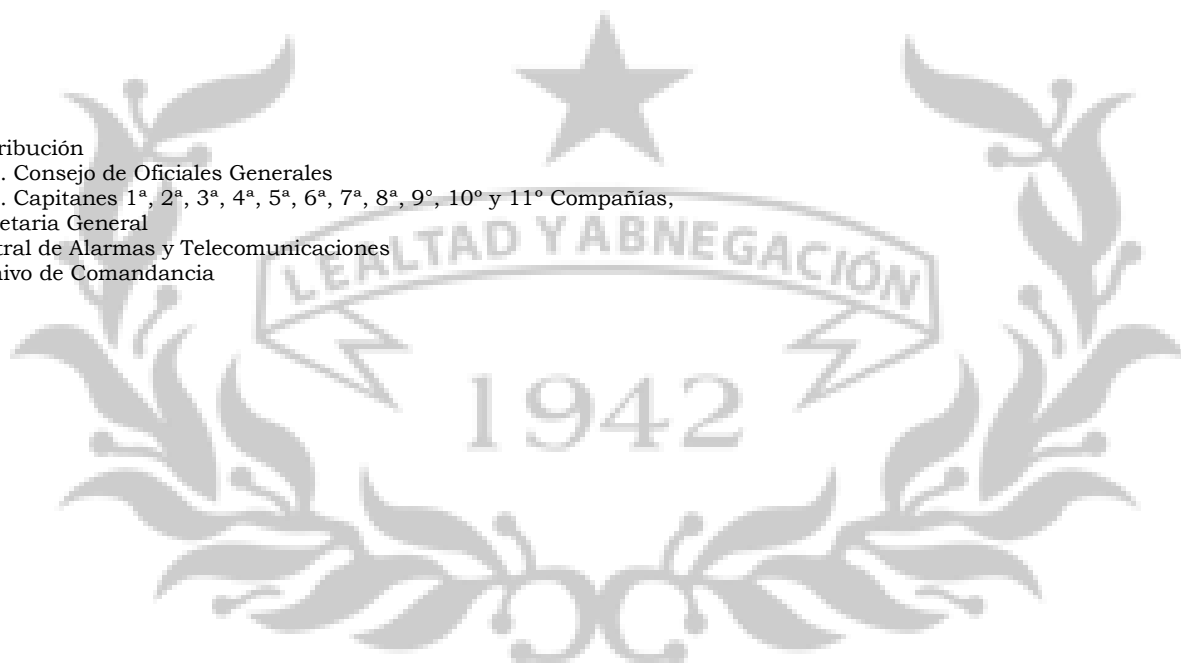 ribución
. Consejo de Oficiales Generales
. Capitanes 1ª, 2ª, 3ª, 4ª, 5ª, 6ª, 7ª, 8ª, 9°, 10º y 11º Compañías,
etaria General
tral de Alarmas y Telecomunicaciones
ivo de Comandancia
LEALTAD Y ABNEGACIÓN
1942